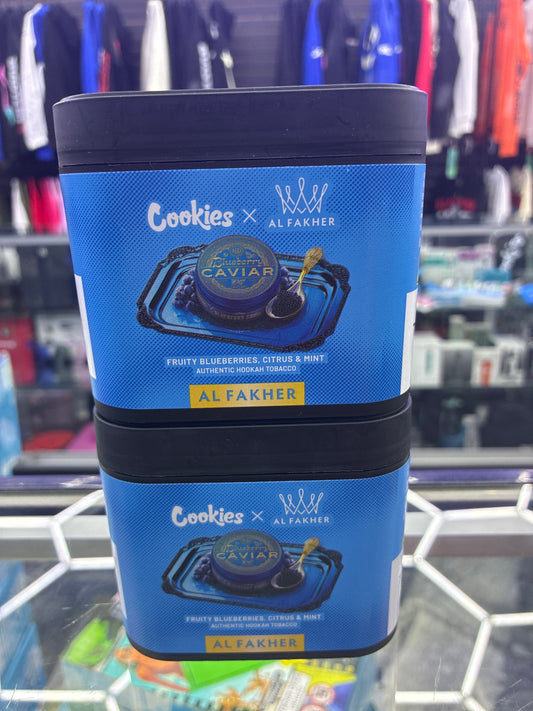 Cookies × AL FAKHER
Blueberry
CAVIAR
FRUITY BLUEBERRIES, CITRUS & MINT
AUTHENTIC HOOKAH TOBACCO
AL FAKHER
Cookies × AL FAKHER
Blueberry
CAVIAR
FRUITY BLUEBERRIES, CITRUS & MINT
AUTHENTIC HOOKAH TOBACCO
AL FAKHER